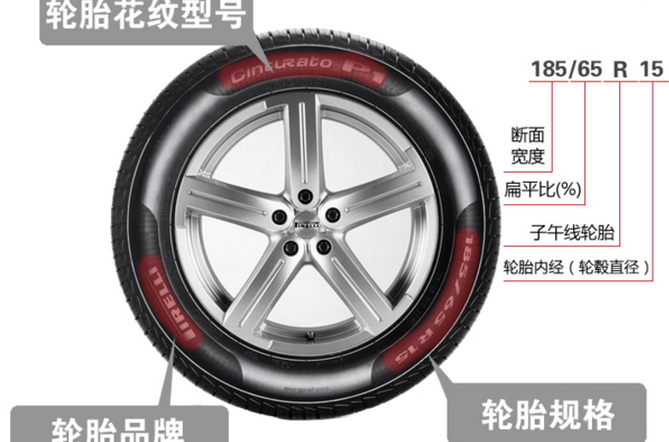 轮胎花纹型号
Cinturato P1
185/65 R 15
断面
宽度
扁平比(%)
子午线轮胎
轮胎内经（轮毂直径）
PIRELLI
185/65 R15
轮胎品牌
轮胎规格